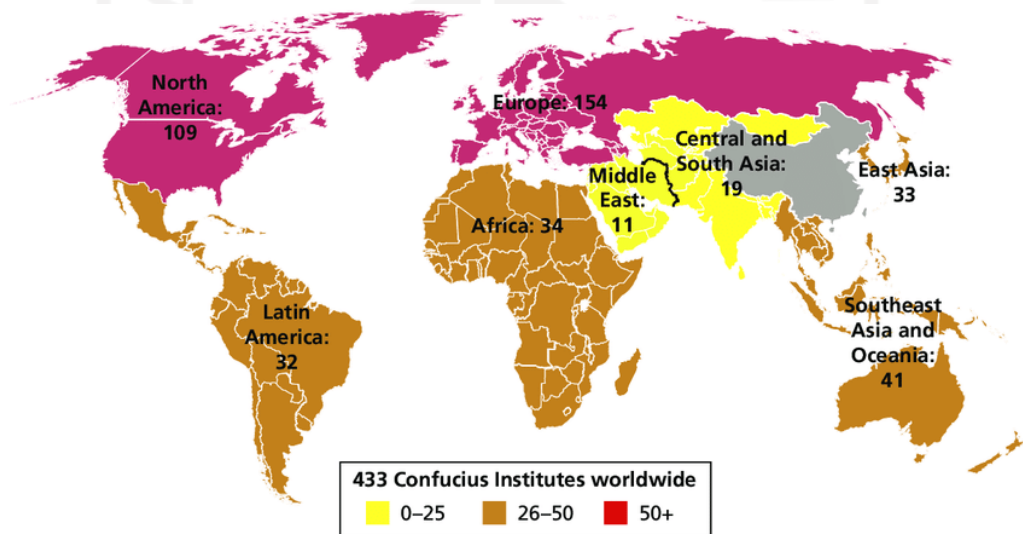 North
America:
109
Europe: 154
Central and
South Asia:
19
Middle
East:
11
East Asia:
33
Africa: 34
Latin
America:
32
Southeast
Asia and
Oceania:
41
433 Confucius Institutes worldwide
0–25 26–50 50+